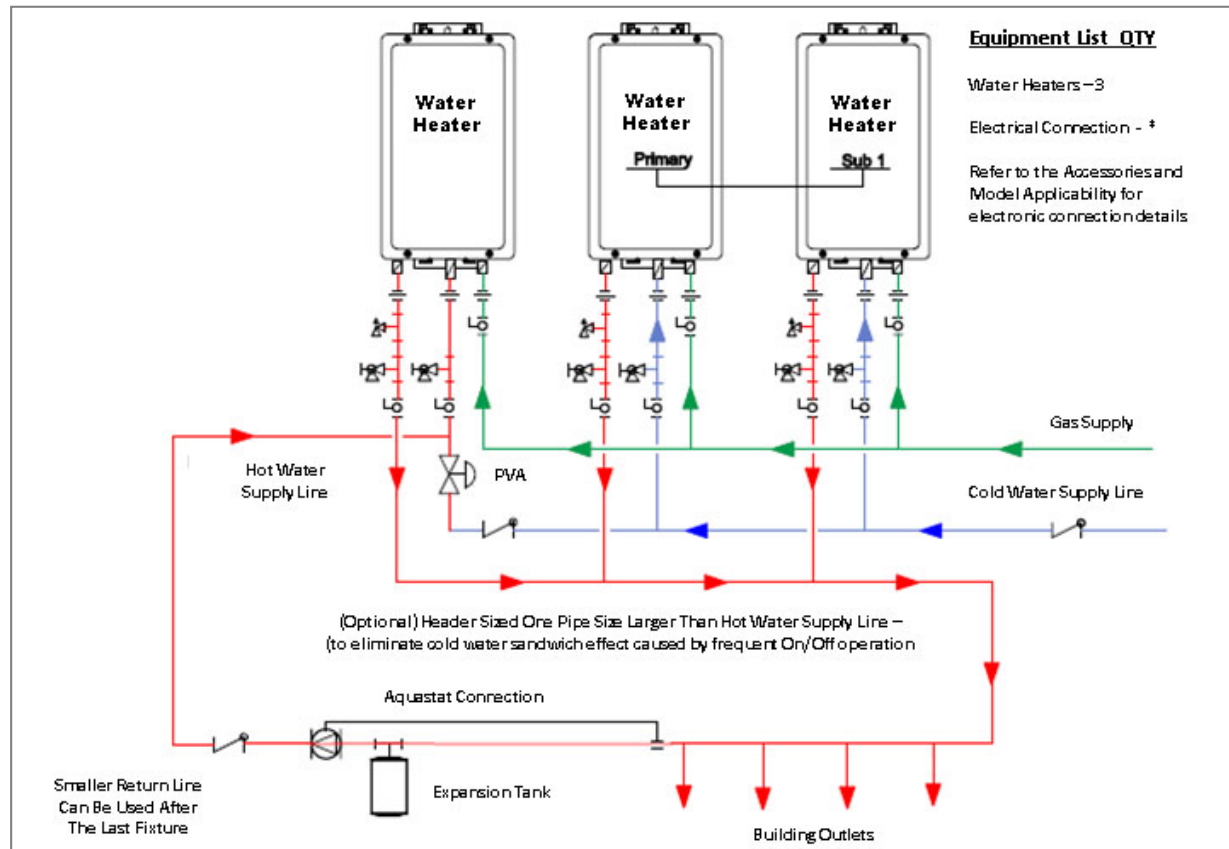 Equipment List QTY
Water Heaters – 3
Electrical Connection - *
Refer to the Accessories and
Model Applicability for
electronic connection details
Water
Heater
Water
Heater
Primary
Water
Heater
Sub 1
Gas Supply
Hot Water
Supply Line
PVA
Cold Water Supply Line
(Optional) Header Sized One Pipe Size Larger Than Hot Water Supply Line –
(to eliminate cold water sandwich effect caused by frequent On/Off operation
Aquastat Connection
Smaller Return Line
Can Be Used After
The Last Fixture
Expansion Tank
Building Outlets